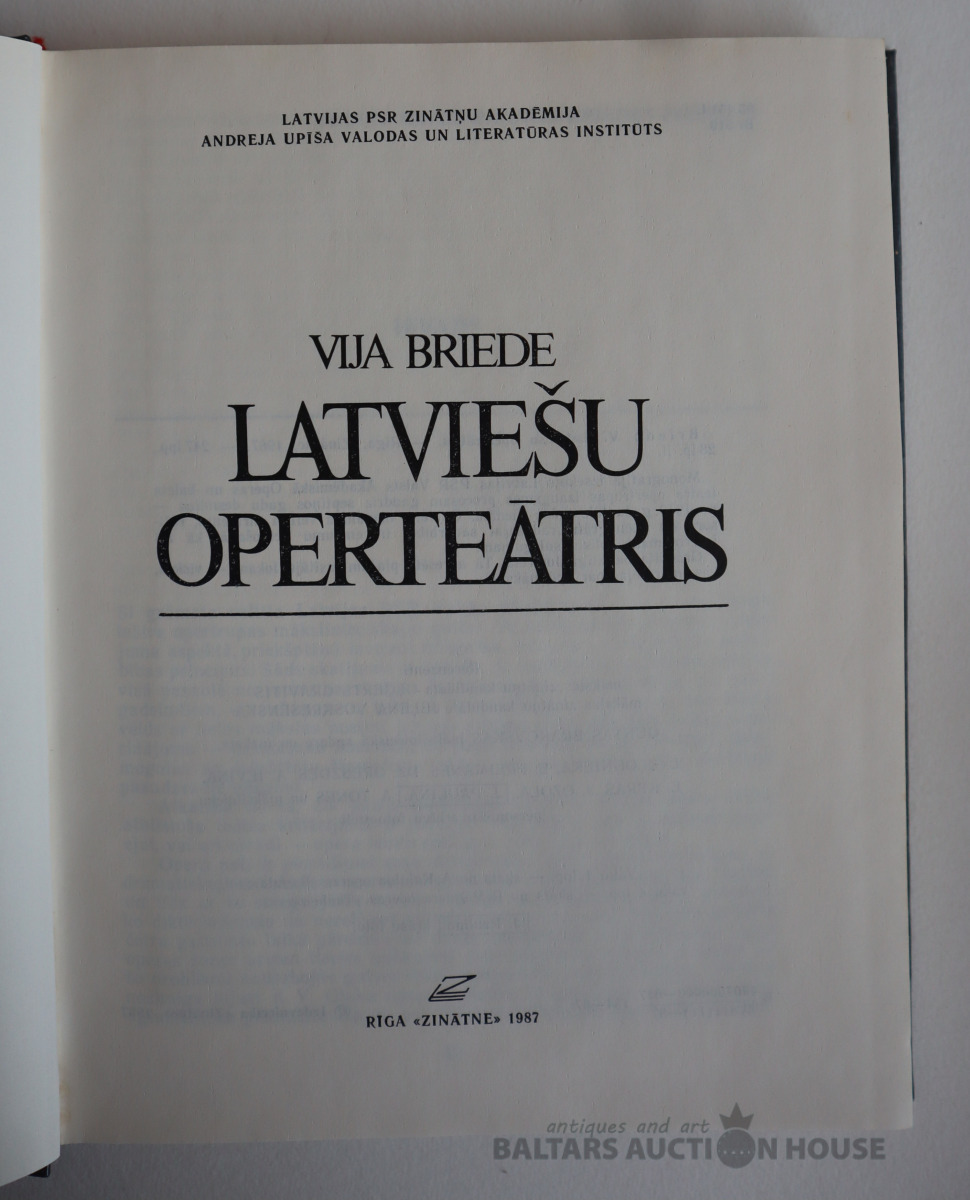 LATVIJAS PSR ZINĀTŅU AKADĒMIJA
ANDREJA UPĪŠA VALODAS UN LITERATŪRAS INSTITŪTS
VIJA BRIEDE
LATVIEŠU
OPERTEĀTRIS
RĪGA «ZINĀTNE» 1987
antiques and art
BALTARS AUCTION HOUSE